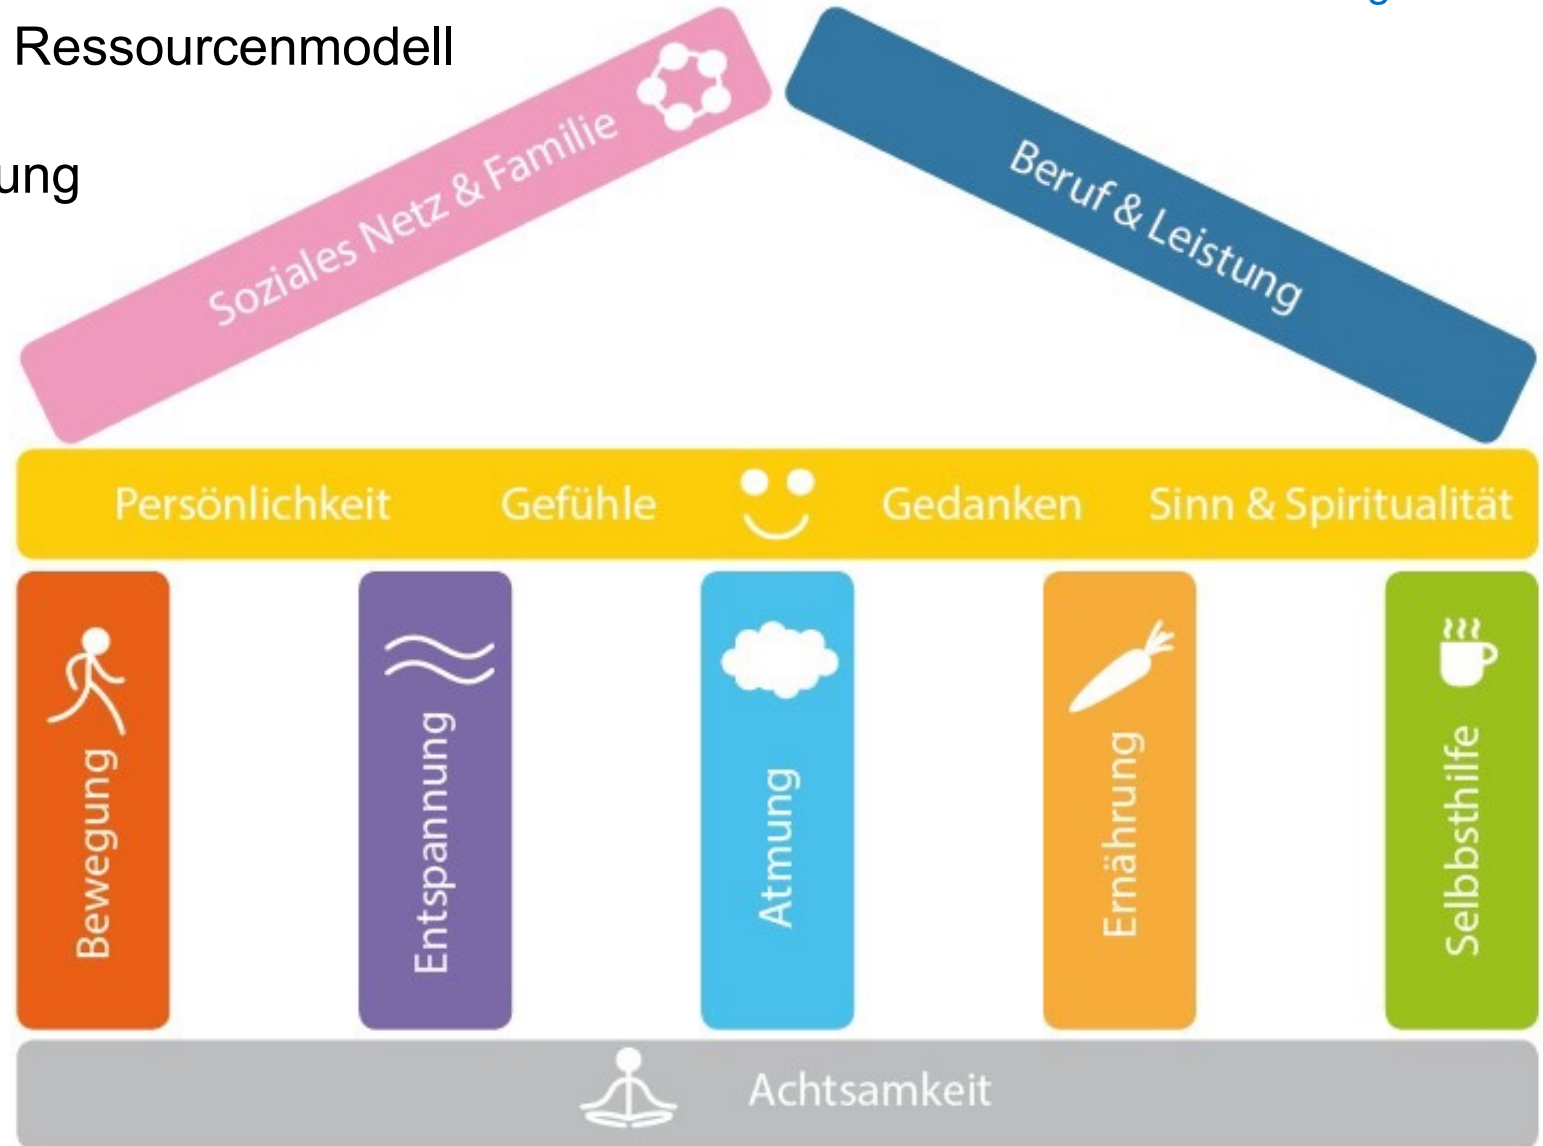 Ressourcenmodell
ung
Soziales Netz & Familie
Beruf & Leistung
Persönlichkeit Gefühle Gedanken Sinn & Spiritualität
Bewegung
Entspannung
Atmung
Ernährung
Selbbsthilfe
Achtsamkeit